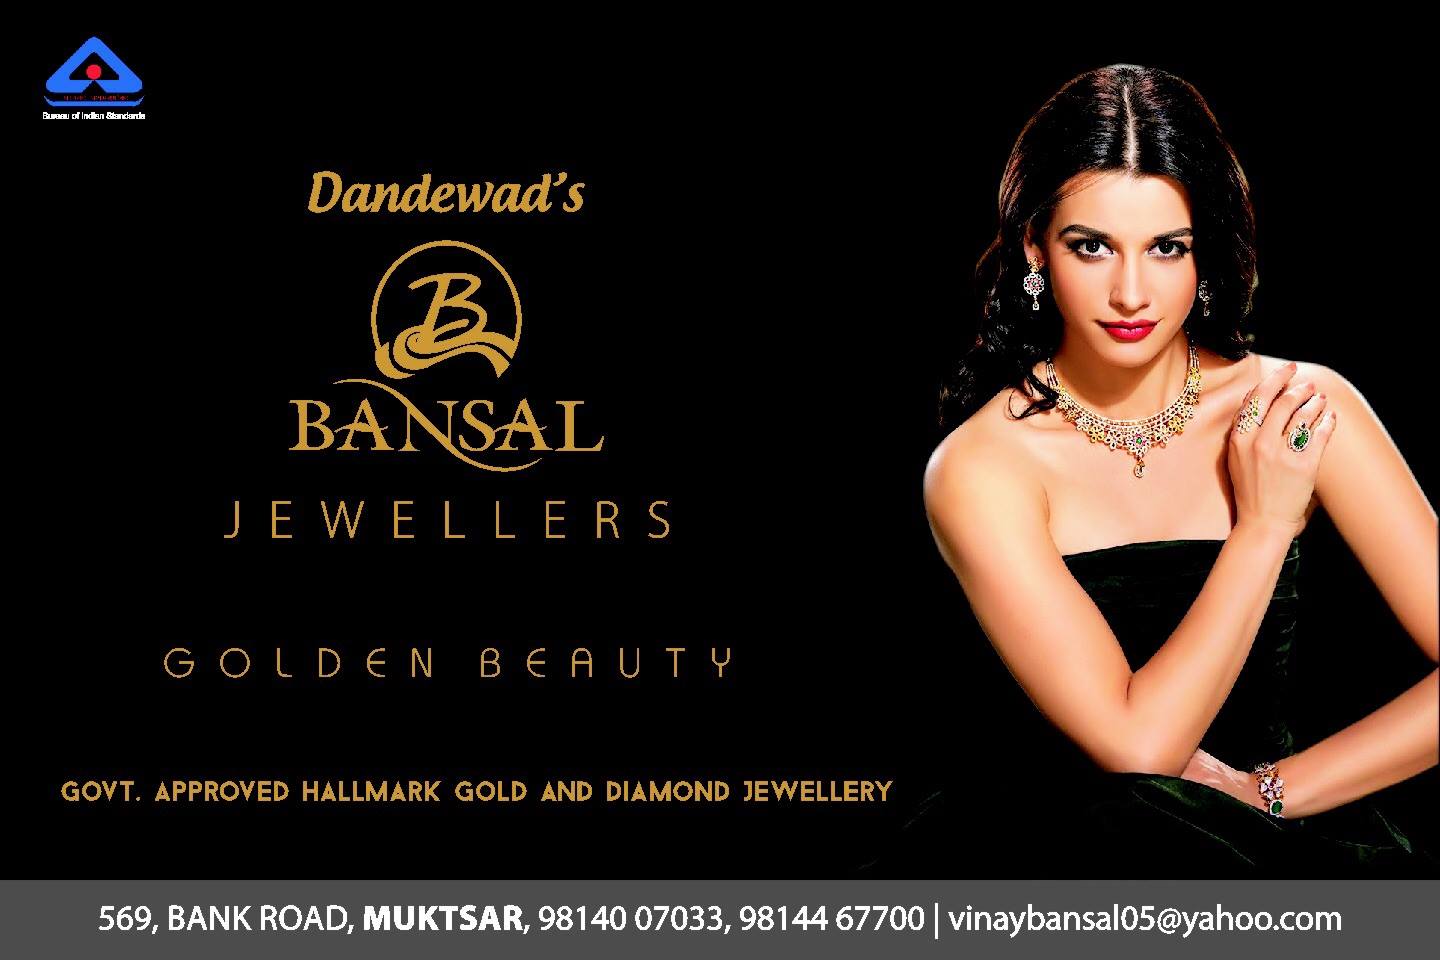 Bureau of Indian Standards
Dandewad's
B
BANSAL
JEWELLERS
GOLDEN BEAUTY
GOVT. APPROVED HALLMARK GOLD AND DIAMOND JEWELLERY
569, BANK ROAD, MUKTSAR, 98140 07033, 98144 67700 | vinaybansal05@yahoo.com